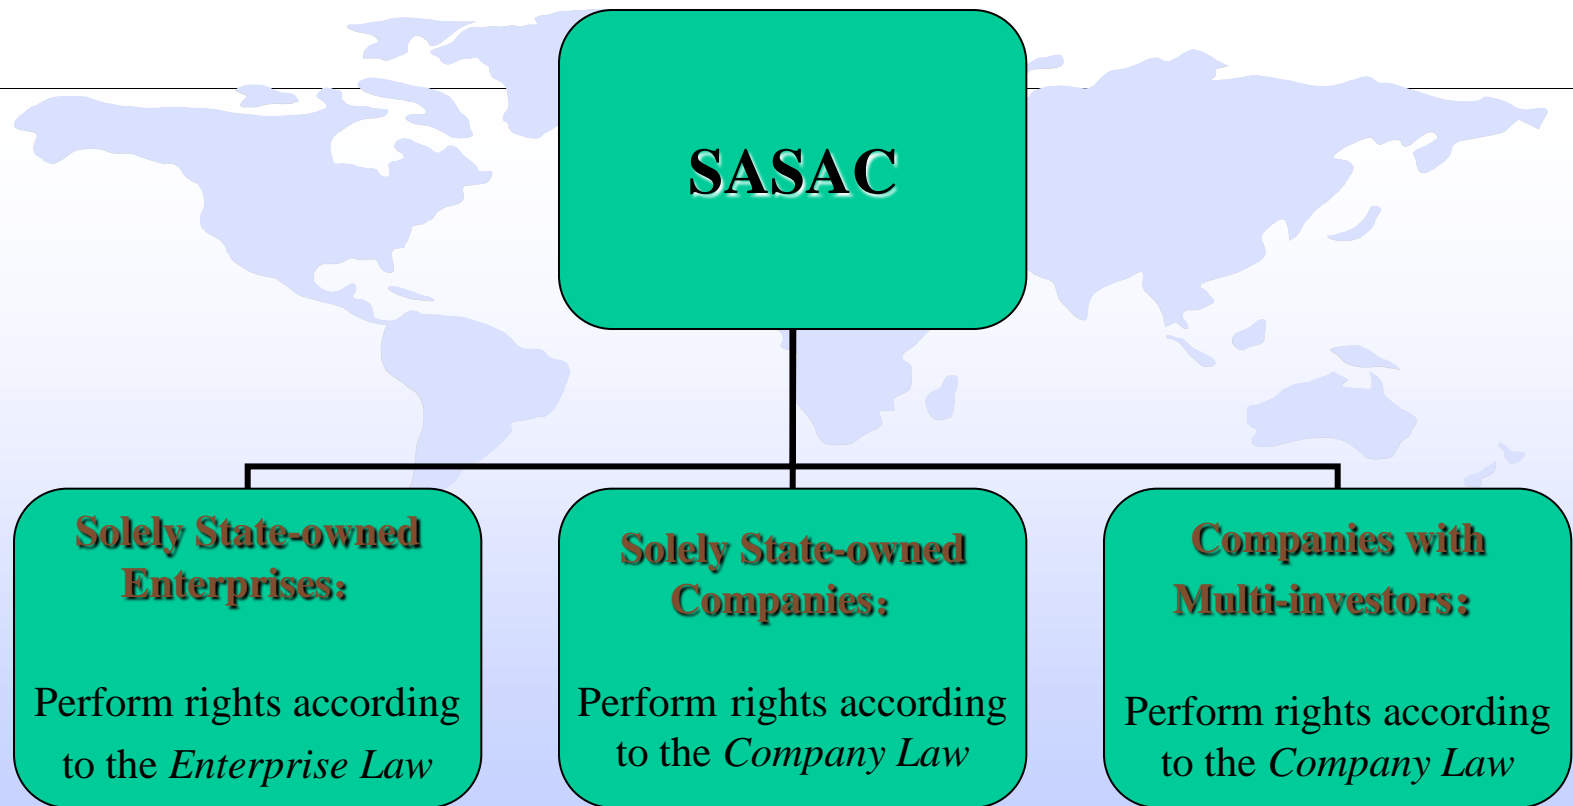 SASAC
Solely State-owned
Enterprises：
Perform rights according
to the Enterprise Law
Solely State-owned
Companies：
Perform rights according
to the Company Law
Companies with
Multi-investors：
Perform rights according
to the Company Law